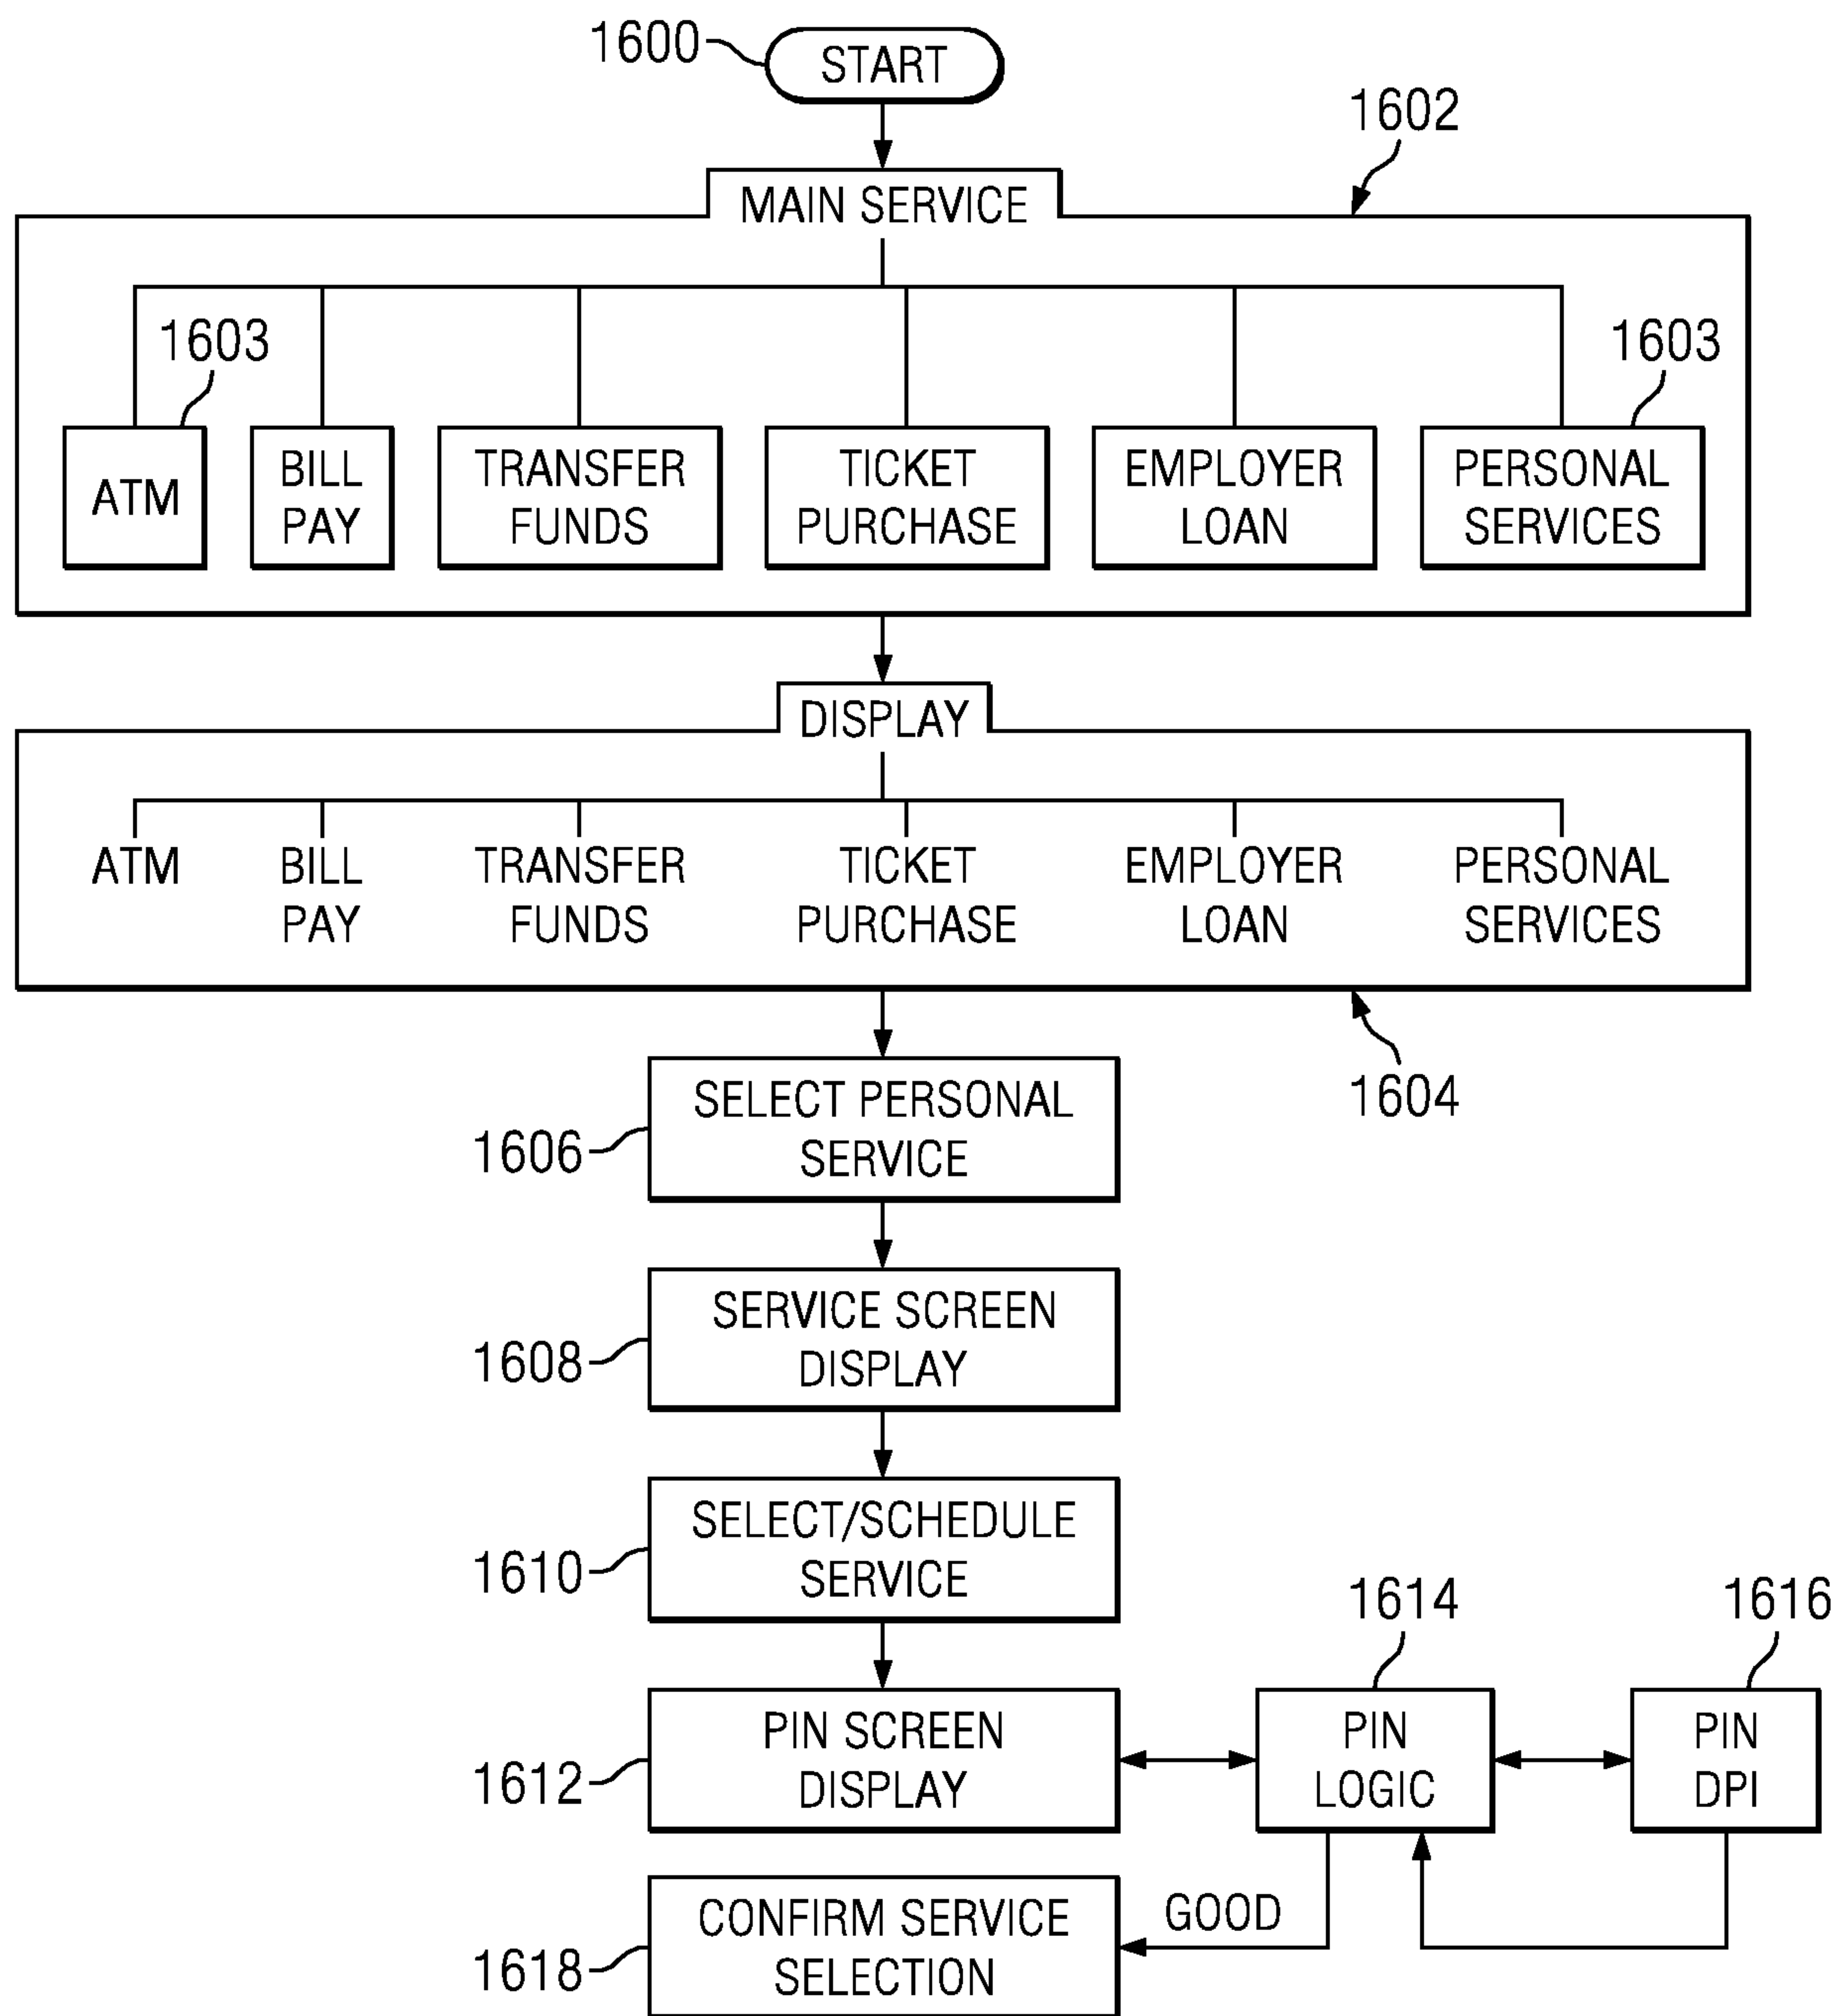 1600
START
1602
MAIN SERVICE
1603
1603
ATM
BILL
PAY
TRANSFER
FUNDS
TICKET
PURCHASE
EMPLOYER
LOAN
PERSONAL
SERVICES
DISPLAY
ATM
BILL
PAY
TRANSFER
FUNDS
TICKET
PURCHASE
EMPLOYER
LOAN
PERSONAL
SERVICES
1604
1606
SELECT PERSONAL
SERVICE
1608
SERVICE SCREEN
DISPLAY
1610
SELECT/SCHEDULE
SERVICE
1612
PIN SCREEN
DISPLAY
1614
PIN
LOGIC
1616
PIN
DPI
GOOD
1618
CONFIRM SERVICE
SELECTION